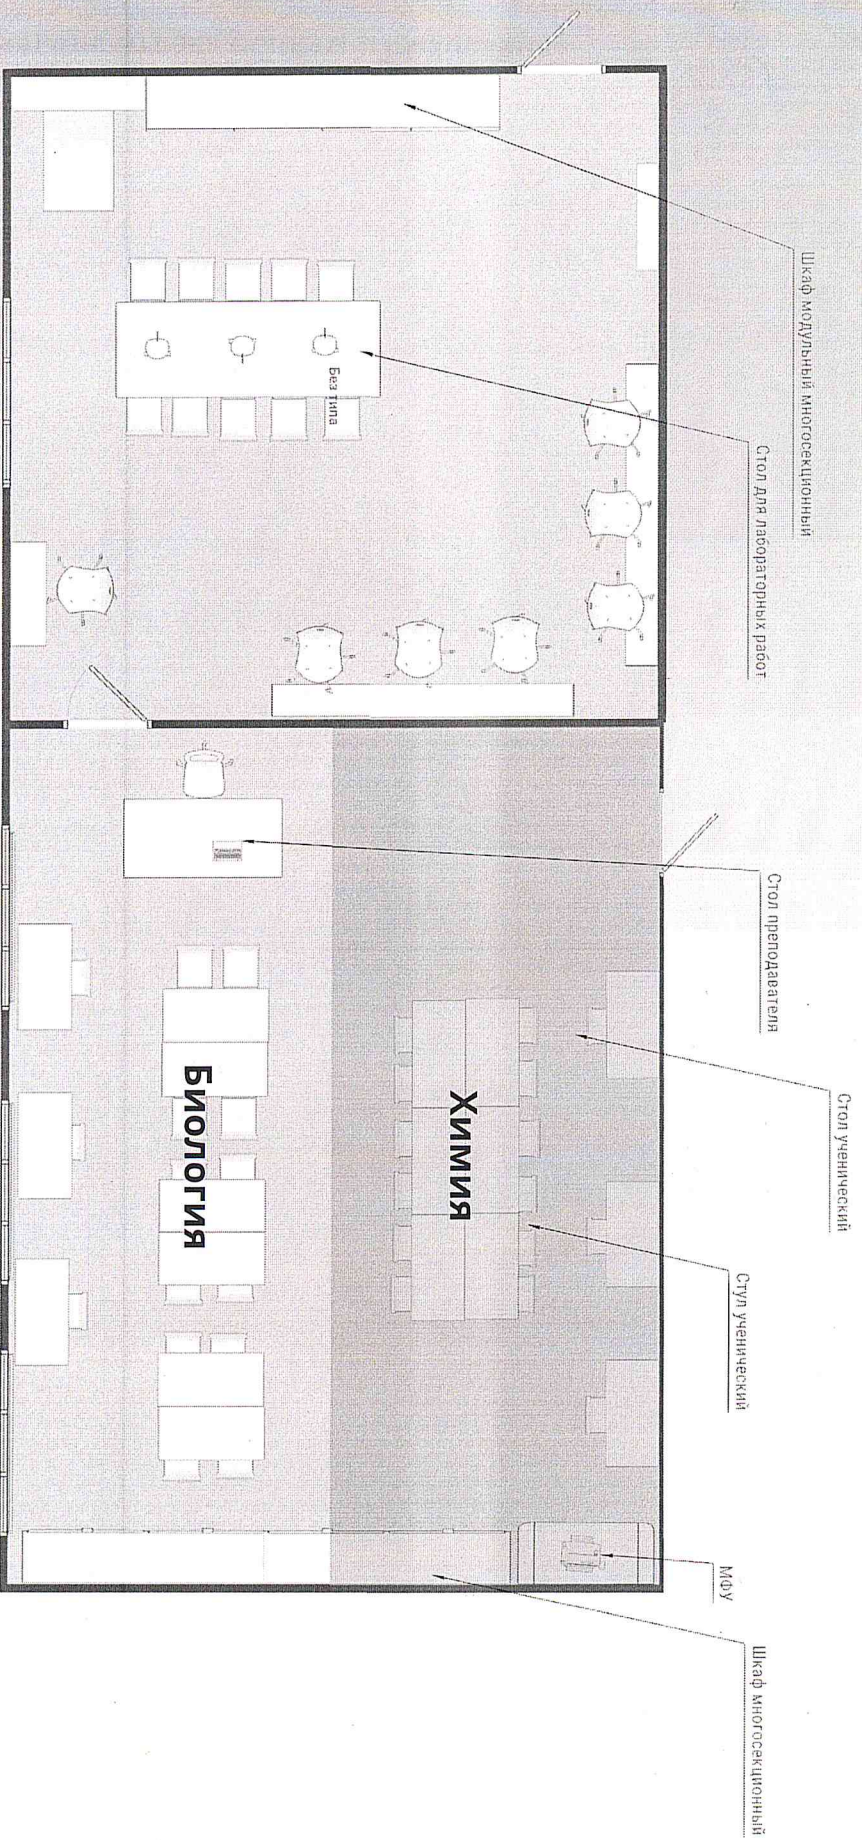 Шкаф модульный многосекционный
Стол для лабораторных работ
Без типа
Стол преподавателя
Стол ученический
Стул ученический
МФУ
Шкаф многосекционный
Химия
Биология